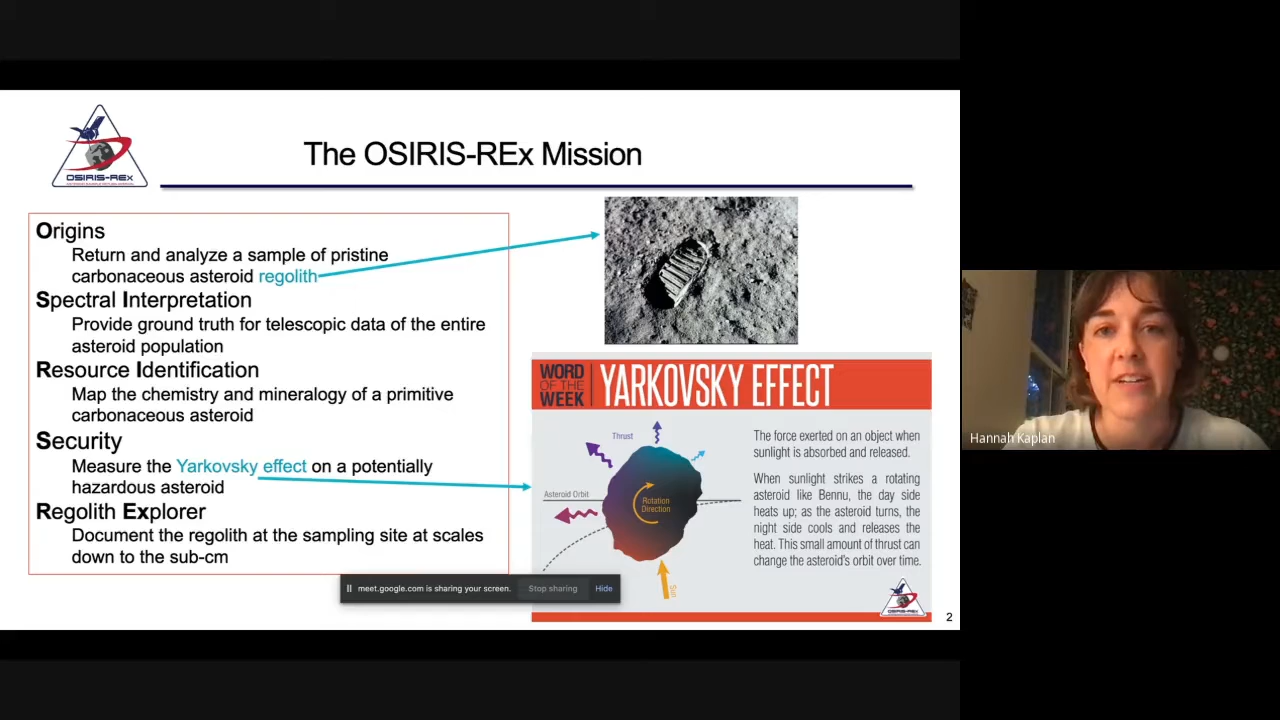 OSIRIS-REx
The OSIRIS-REx Mission
Origins
Return and analyze a sample of pristine
carbonaceous asteroid regolith
Spectral Interpretation
Provide ground truth for telescopic data of the entire
asteroid population
Resource Identification
Map the chemistry and mineralogy of a primitive
carbonaceous asteroid
Security
Measure the Yarkovsky effect on a potentially
hazardous asteroid
Regolith Explorer
Document the regolith at the sampling site at scales
down to the sub-cm
WORD
OF THE
WEEK
YARKOVSKY EFFECT
Thrust
Asteroid Orbit
Rotation
Direction
Sun
The force exerted on an object when
sunlight is absorbed and released.
When sunlight strikes a rotating
asteroid like Bennu, the day side
heats up; as the asteroid turns, the
night side cools and releases the
heat. This small amount of thrust can
change the asteroid's orbit over time.
OSIRIS-REx
meet.google.com is sharing your screen.
Stop sharing
Hide
2
Hannah Kaplan